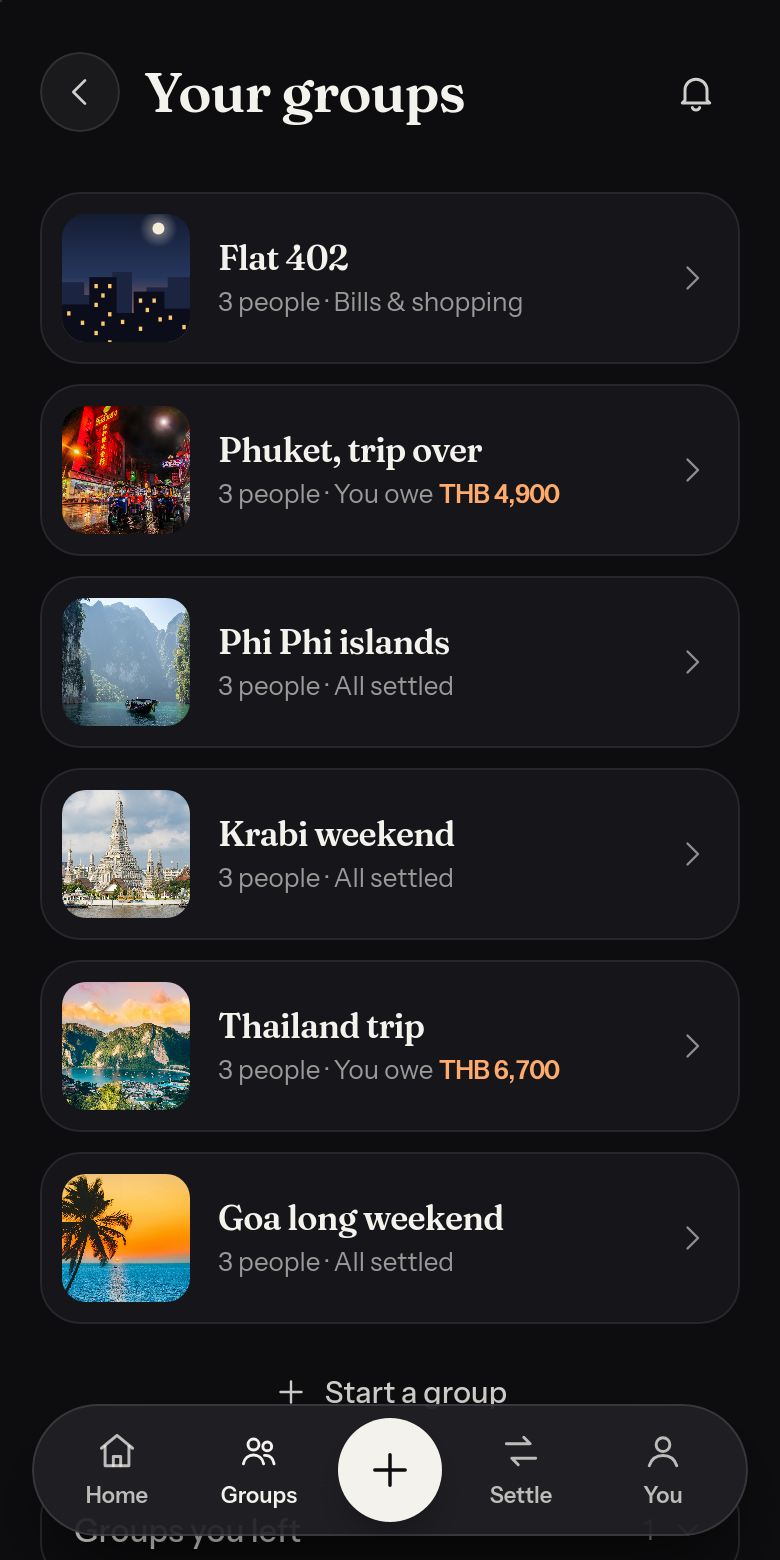 Your groups
Flat 402
3 people · Bills & shopping
Phuket, trip over
3 people · You owe THB 4,900
Phi Phi islands
3 people · All settled
Krabi weekend
3 people · All settled
Thailand trip
3 people · You owe THB 6,700
Goa long weekend
3 people · All settled
Start a group
Home
Groups
Settle
You
Groups you left 1